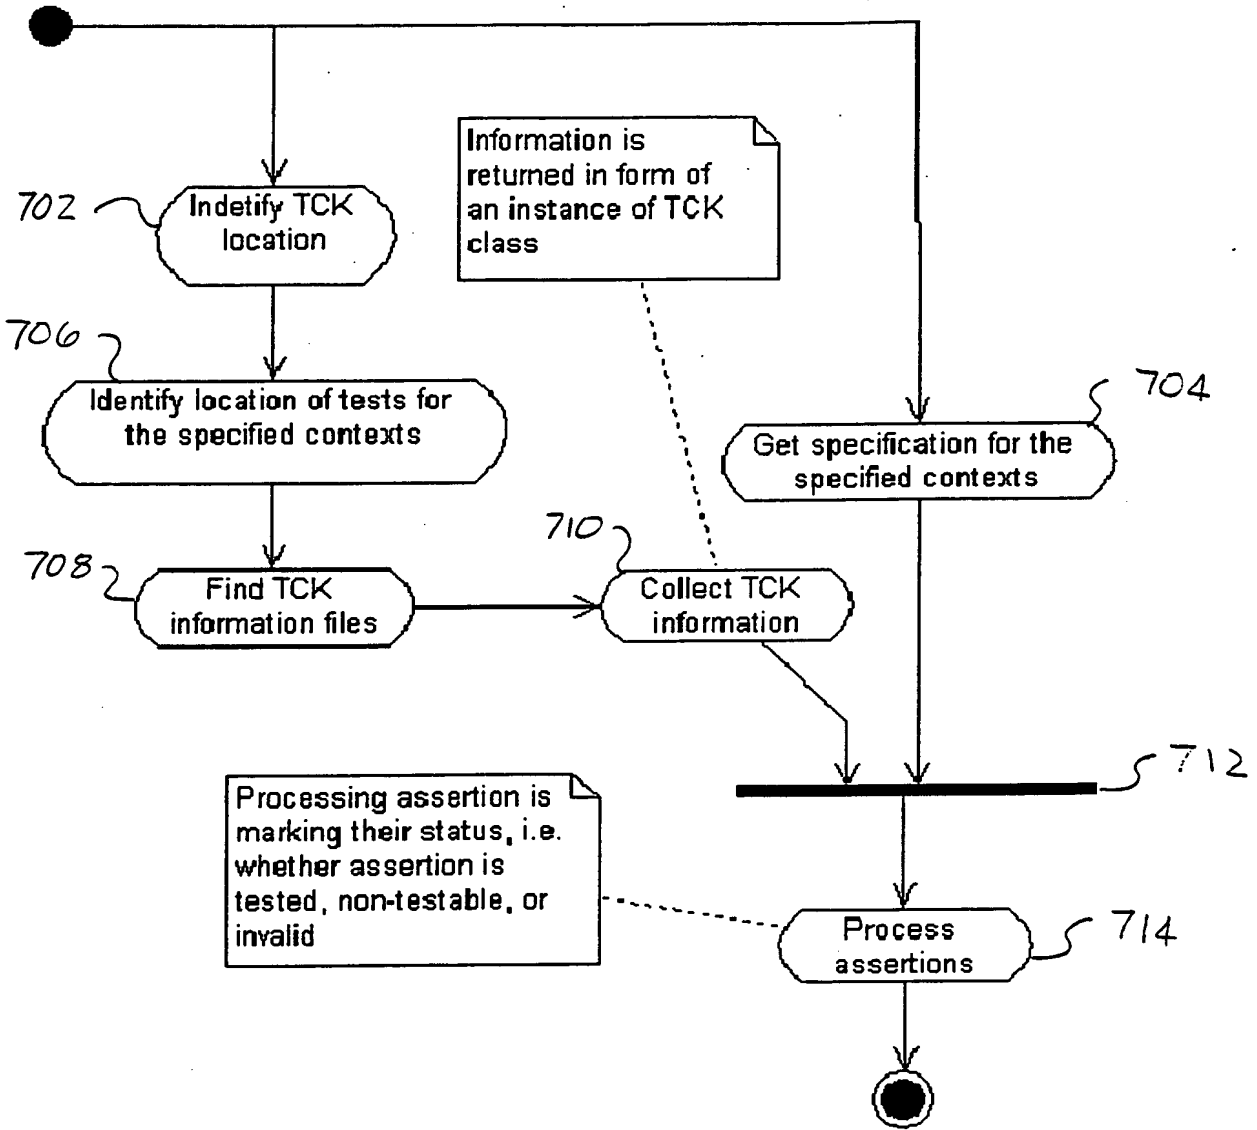 Information is
returned in form of
an instance of TCK
class
702
Indetify TCK
location
706
Identify location of tests for
the specified contexts
704
Get specification for the
specified contexts
708
Find TCK
information files
710
Collect TCK
information
712
Processing assertion is
marking their status, i.e.
whether assertion is
tested, non-testable, or
invalid
Process
assertions
714